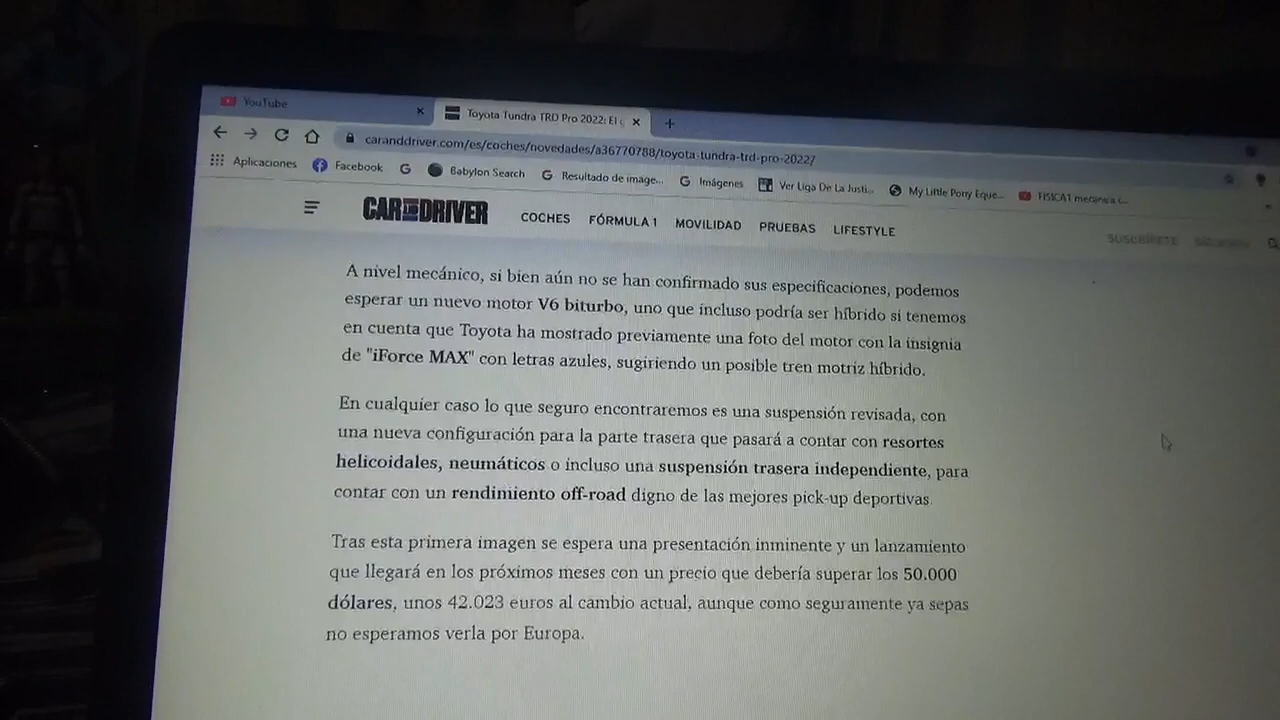 YouTube
Toyota Tundra TRD Pro 2022: El
caranddriver.com/es/coches/novedades/a36770788/toyota-tundra-trd-pro-2022/
Aplicaciones Facebook Babylon Search Resultado de image... Imágenes Ver Liga De La Justi... My Little Pony Eque... FISICA1 mecanica
CAR AND DRIVER COCHES FÓRMULA 1 MOVILIDAD PRUEBAS LIFESTYLE SUSCRÍBETE
A nivel mecánico, si bien aún no se han confirmado sus especificaciones, podemos
esperar un nuevo motor V6 biturbo, uno que incluso podría ser híbrido si tenemos
en cuenta que Toyota ha mostrado previamente una foto del motor con la insignia
de "iForce MAX" con letras azules, sugiriendo un posible tren motriz híbrido.
En cualquier caso lo que seguro encontraremos es una suspensión revisada, con
una nueva configuración para la parte trasera que pasará a contar con resortes
helicoidales, neumáticos o incluso una suspensión trasera independiente, para
contar con un rendimiento off-road digno de las mejores pick-up deportivas.
Tras esta primera imagen se espera una presentación inminente y un lanzamiento
que llegará en los próximos meses con un precio que debería superar los 50.000
dólares, unos 42.023 euros al cambio actual, aunque como seguramente ya sepas
no esperamos verla por Europa.